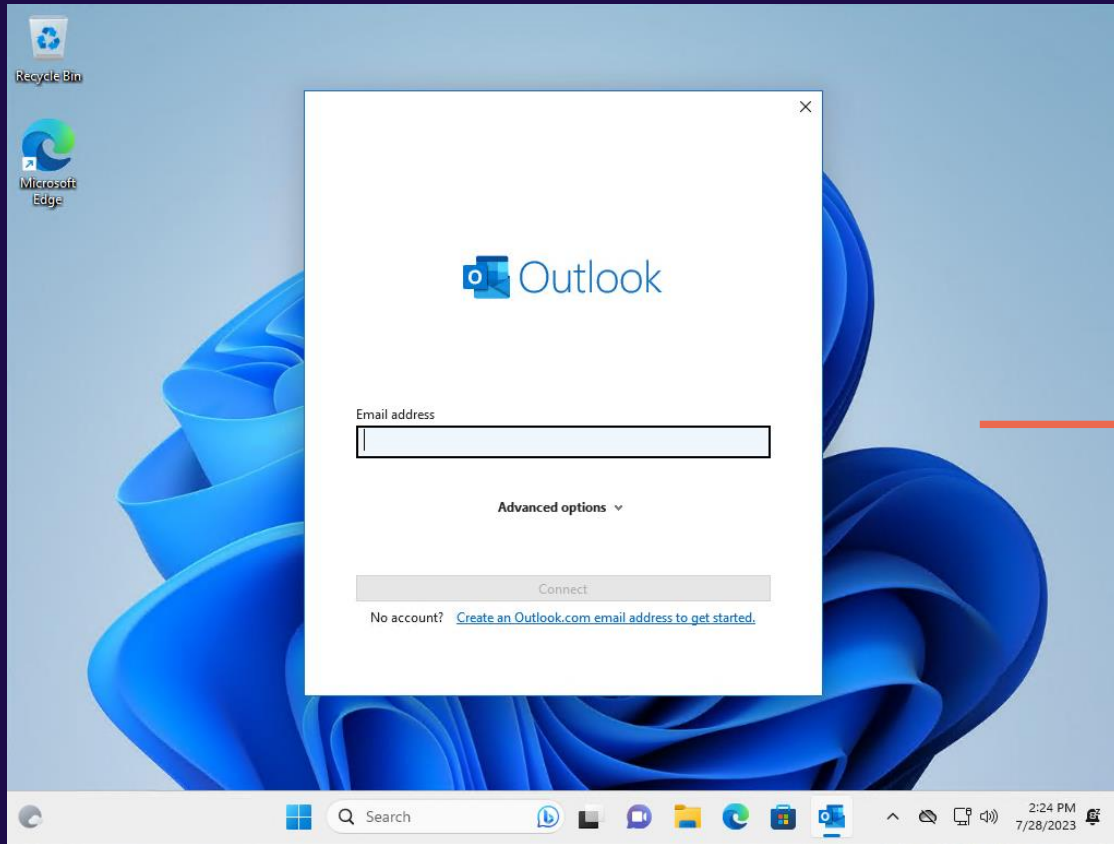 Recycle Bin
Microsoft
Edge
Outlook
Email address
Advanced options
Connect
No account? Create an Outlook.com email address to get started.
Search
2:24 PM
7/28/2023